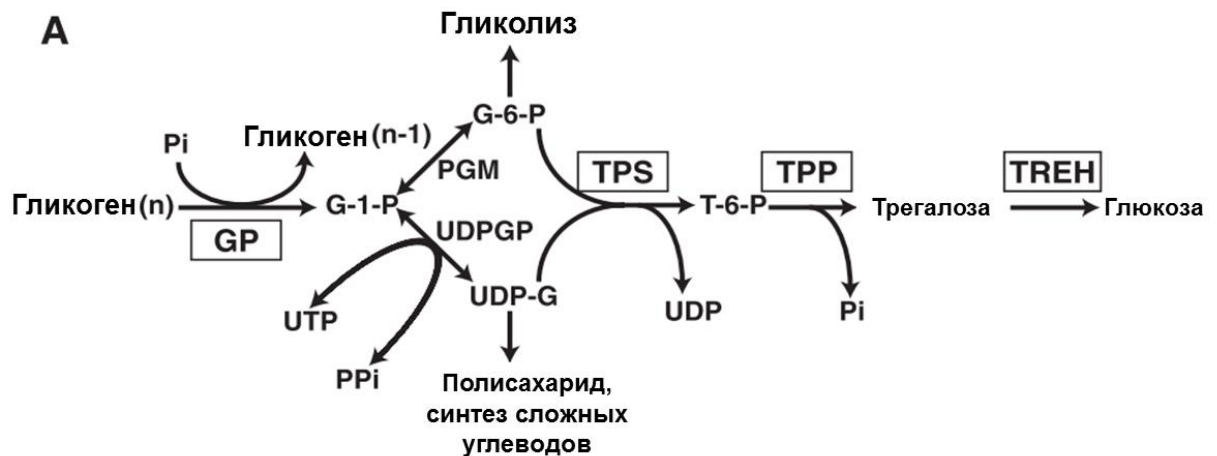 A
Гликолиз
G-6-P
Pi
Гликоген (n-1)
PGM
TPS
TPP
TREH
Гликоген (n)
G-1-P
T-6-P
Трегалоза
Глюкоза
GP
UDPGP
UDP-G
UTP
UDP
Pi
PPi
Полисахарид,
синтез сложных
углеводов